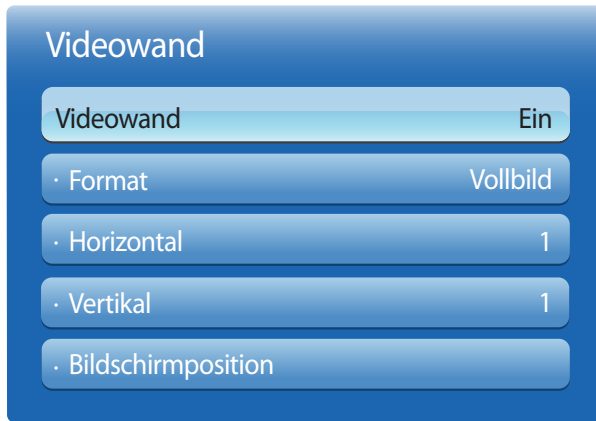 Videowand
Videowand Ein
· Format Vollbild
· Horizontal 1
· Vertikal 1
· Bildschirmposition